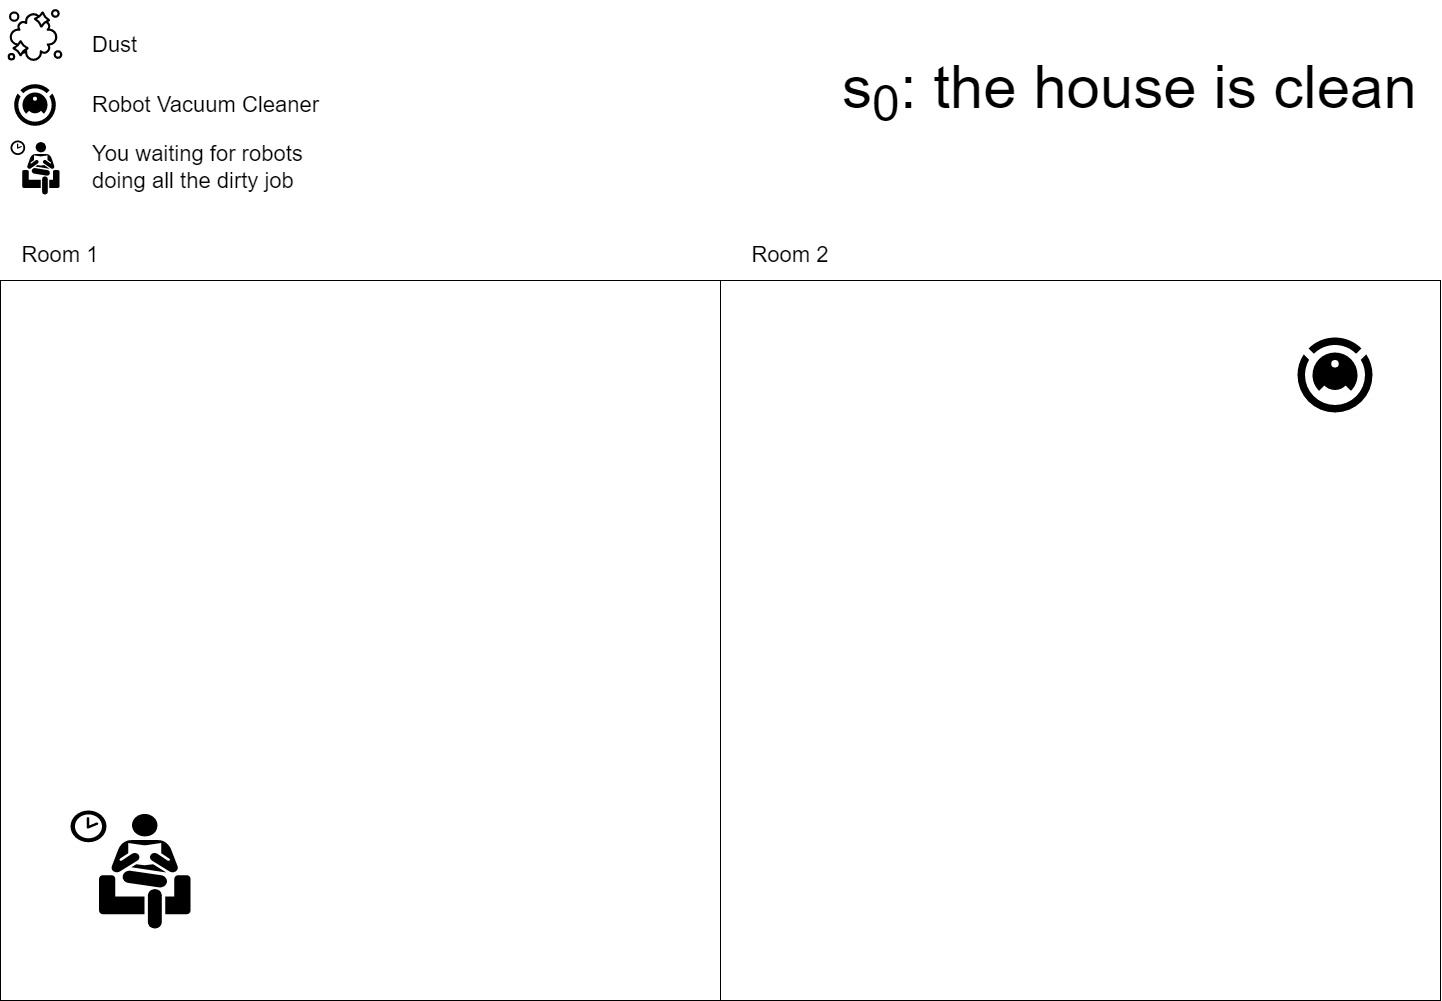 Dust
Robot Vacuum Cleaner
You waiting for robots
doing all the dirty job
s₀: the house is clean
Room 1
Room 2